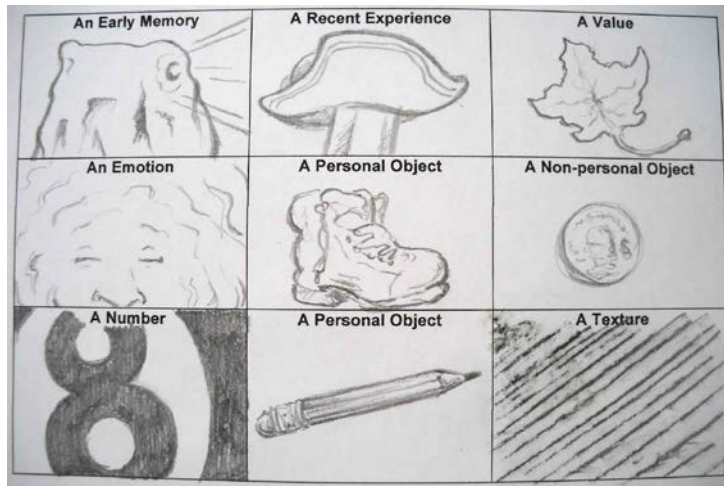 An Early Memory
A Recent Experience
A Value
An Emotion
A Personal Object
A Non-personal Object
A Number
A Personal Object
A Texture
8